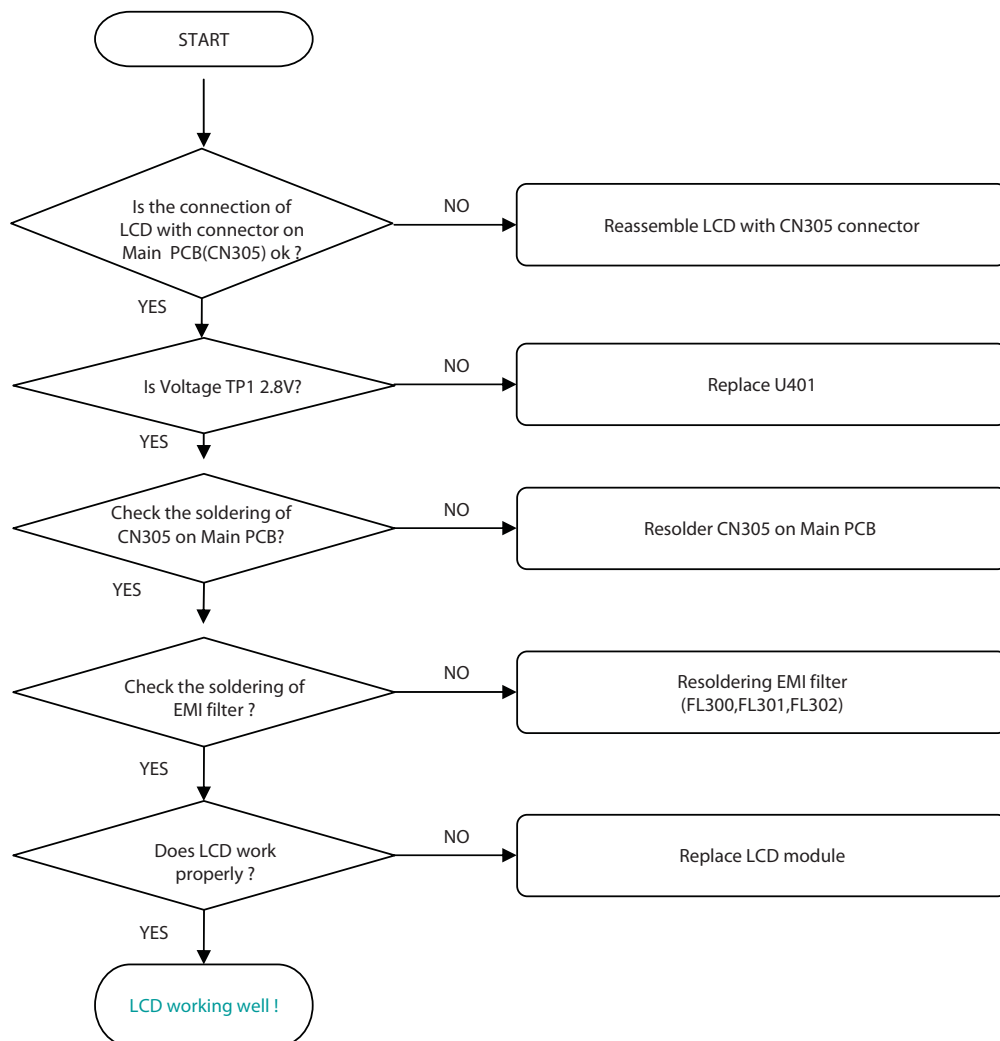 START
Is the connection of
LCD with connector on
Main PCB(CN305) ok ?
NO
Reassemble LCD with CN305 connector
YES
Is Voltage TP1 2.8V?
NO
Replace U401
YES
Check the soldering of
CN305 on Main PCB?
NO
Resolder CN305 on Main PCB
YES
Check the soldering of
EMI filter ?
NO
Resoldering EMI filter
(FL300,FL301,FL302)
YES
Does LCD work
properly ?
NO
Replace LCD module
YES
LCD working well !